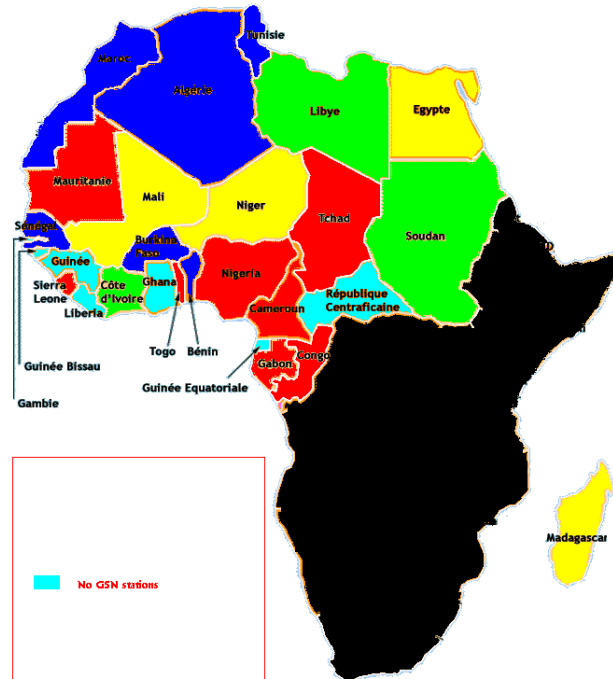 Tunisie
Maroc
Algérie
Libye
Egypte
Mauritanie
Mali
Niger
Tchad
Soudan
Sénégal
Burkina
Faso
Guinée
Nigeria
Ghana
Côte
d'Ivoire
Sierra
Leone
République
Centraficaine
Cameroun
Liberia
Togo
Bénin
Congo
Gabon
Guinée Bissau
Guinée Equatoriale
Gambie
Madagascar
No GSN stations